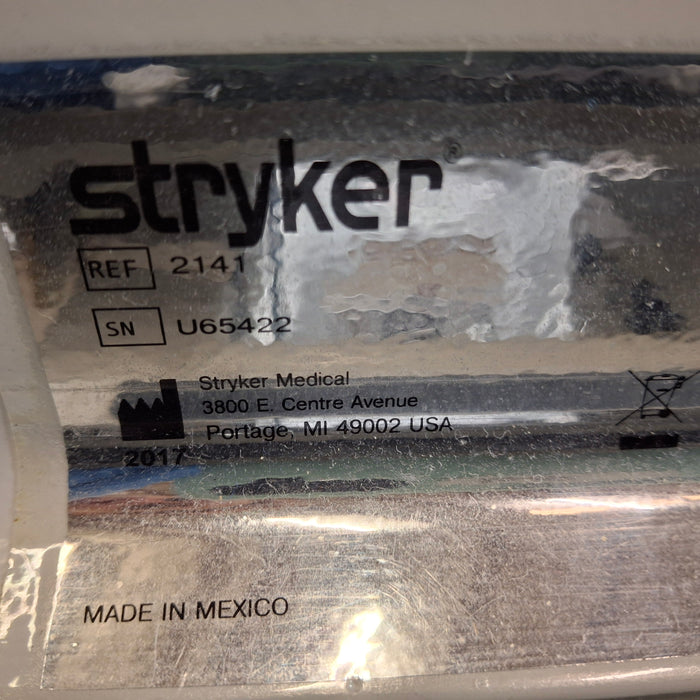 stryker®
REF 2141
SN U65422
Stryker Medical
3800 E. Centre Avenue
Portage, MI 49002 USA
2017
MADE IN MEXICO